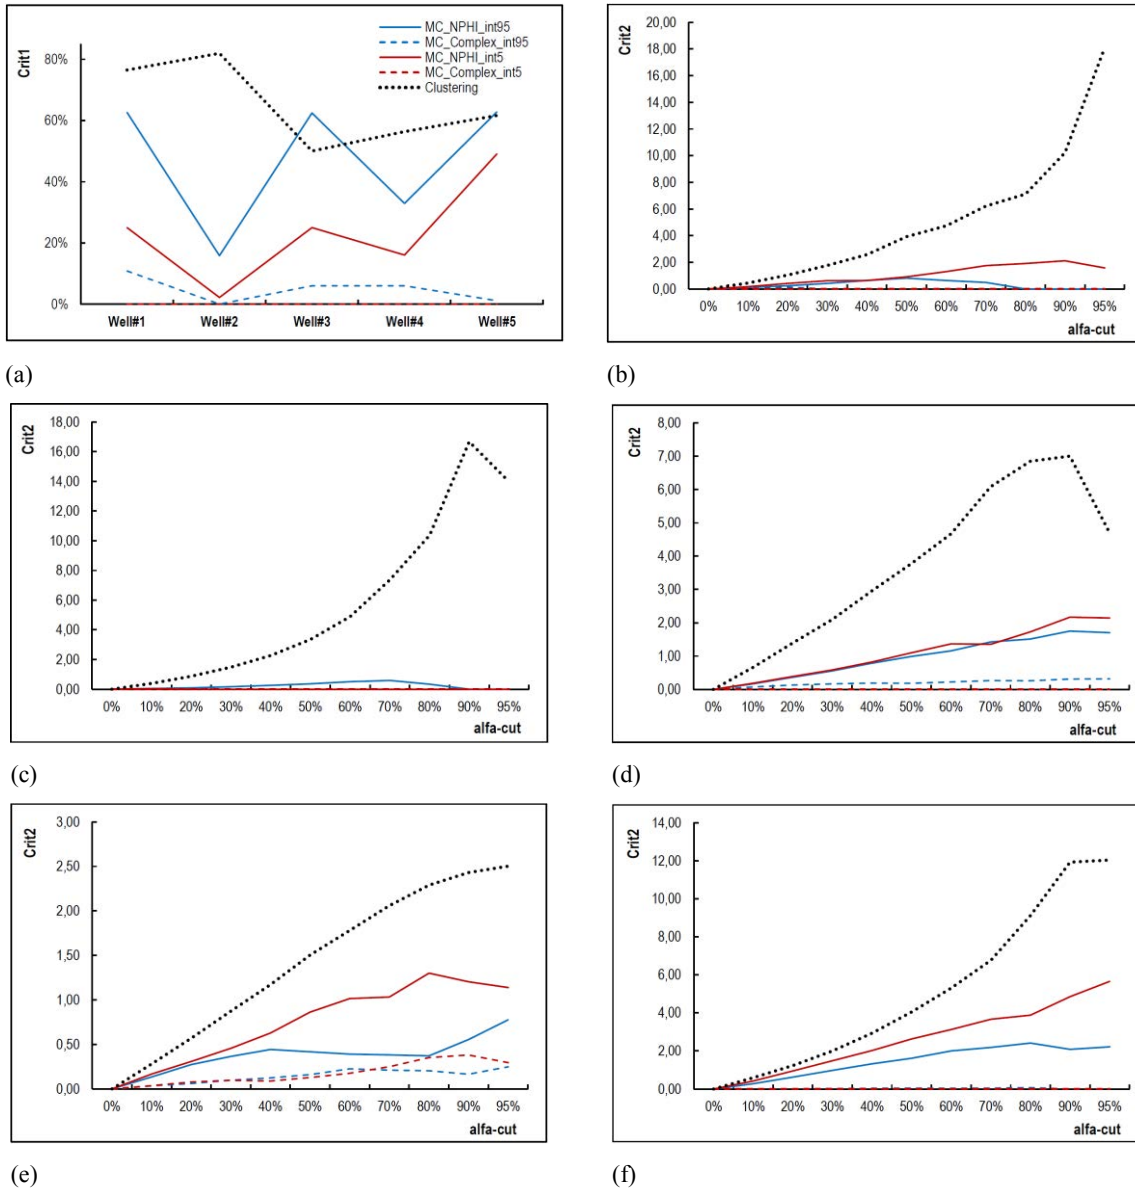 Crit1
MC_NPHI_int95
MC_Complex_int95
MC_NPHI_int5
MC_Complex_int5
Clustering
80%
60%
40%
20%
0%
Well#1 Well#2 Well#3 Well#4 Well#5
(a)
Crit2
20,00
18,00
16,00
14,00
12,00
10,00
8,00
6,00
4,00
2,00
0,00
0% 10% 20% 30% 40% 50% 60% 70% 80% 90% 95%
alfa-cut
(b)
Crit2
18,00
16,00
14,00
12,00
10,00
8,00
6,00
4,00
2,00
0,00
0% 10% 20% 30% 40% 50% 60% 70% 80% 90% 95%
alfa-cut
(c)
Crit2
8,00
7,00
6,00
5,00
4,00
3,00
2,00
1,00
0,00
0% 10% 20% 30% 40% 50% 60% 70% 80% 90% 95%
alfa-cut
(d)
Crit2
3,00
2,50
2,00
1,50
1,00
0,50
0,00
0% 10% 20% 30% 40% 50% 60% 70% 80% 90% 95%
alfa-cut
(e)
Crit2
14,00
12,00
10,00
8,00
6,00
4,00
2,00
0,00
0% 10% 20% 30% 40% 50% 60% 70% 80% 90% 95%
alfa-cut
(f)